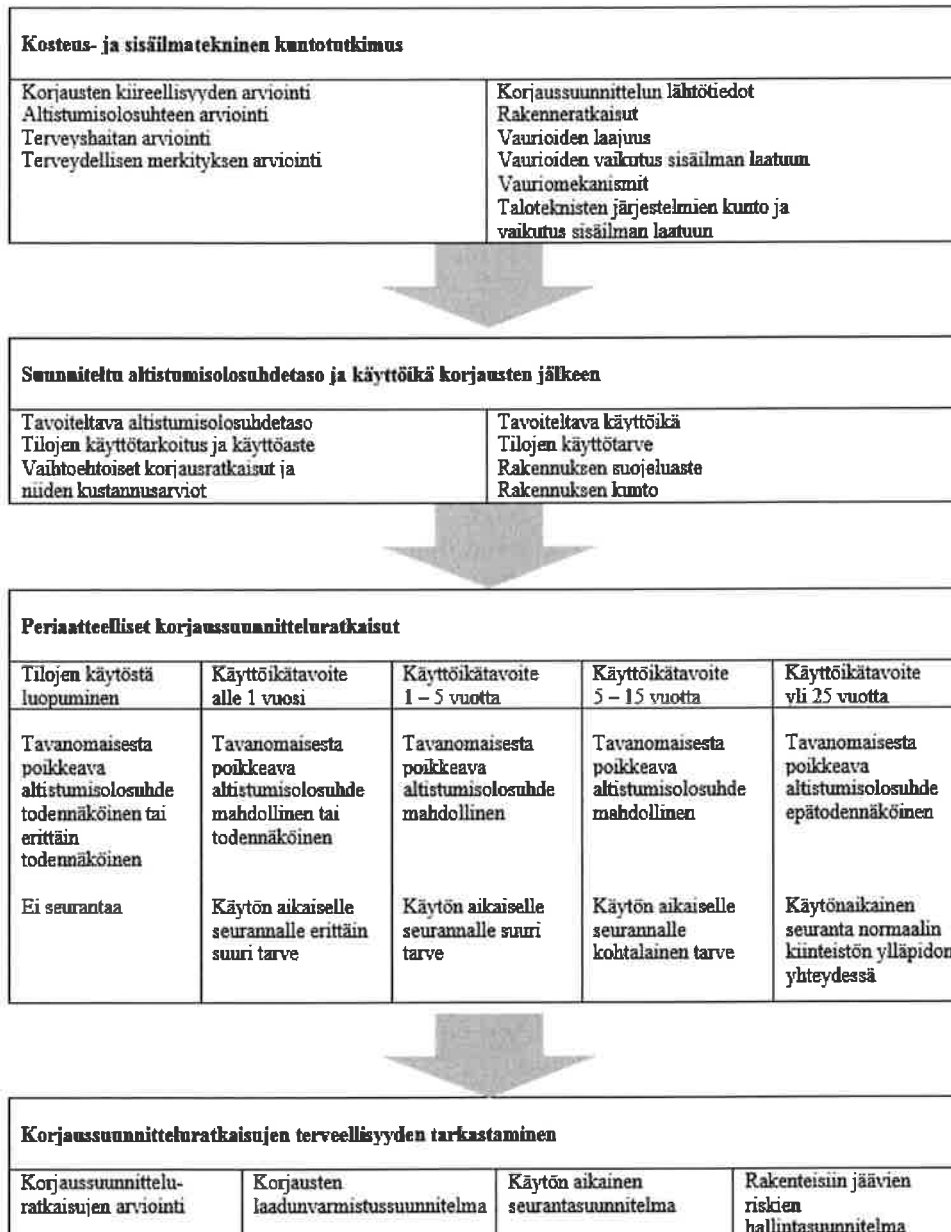 Kosteus- ja sisäilmatekninen kuntotutkimus
Korjausten kiireellisyyden arviointi
Altistumisolosuhteen arviointi
Terveyshaitan arviointi
Terveydellisen merkityksen arviointi
Korjaussuunnittelun lähtötiedot
Rakenneratkaisut
Vaurioiden laajuus
Vaurioiden vaikutus sisäilman laatuun
Vauriomekanismit
Taloteknisten järjestelmien kunto ja
vaikutus sisäilman laatuun
Suunniteltu altistumisolosuhdetaso ja käyttöikä korjausten jälkeen
Tavoiteltava altistumisolosuhdetaso
Tilojen käyttötarkoitus ja käyttöaste
Vaihtoehtoiset korjausratkaisut ja
niiden kustannusarviot
Tavoiteltava käyttöikä
Tilojen käyttötarve
Rakennuksen suojeluaste
Rakennuksen kunto
Periaatteelliset korjaussuunnitteluratkaisut
Tilojen käytöstä
luopuminen
Käyttöikätavoite
alle 1 vuosi
Käyttöikätavoite
1 – 5 vuotta
Käyttöikätavoite
5 – 15 vuotta
Käyttöikätavoite
yli 25 vuotta
Tavanomaisesta
poikkeava
altistumisolosuhde
todennäköinen tai
erittäin
todennäköinen
Tavanomaisesta
poikkeava
altistumisolosuhde
mahdollinen tai
todennäköinen
Tavanomaisesta
poikkeava
altistumisolosuhde
mahdollinen
Tavanomaisesta
poikkeava
altistumisolosuhde
mahdollinen
Tavanomaisesta
poikkeava
altistumisolosuhde
epätodennäköinen
Ei seurantaa
Käytön aikaiselle
seurannalle erittäin
suuri tarve
Käytön aikaiselle
seurannalle suuri
tarve
Käytön aikaiselle
seurannalle
kohtalainen tarve
Käytönaikainen
seuranta normaalin
kiinteistön ylläpidon
yhteydessä
Korjaussuunnitteluratkaisujen terveellisyyden tarkastaminen
Korjaussuunnittelu-
ratkaisujen arviointi
Korjausten
laadunvarmistussuunnitelma
Käytön aikainen
seurantasuunnitelma
Rakenteisiin jäävien
riskien
hallintasuunnitelma